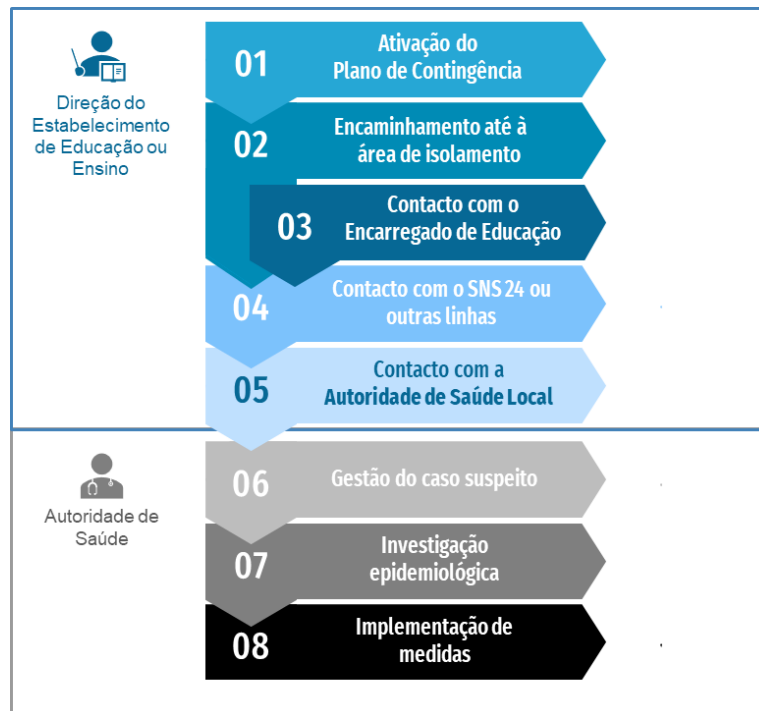 Direção do
Estabelecimento
de Educação ou
Ensino
01
Ativação do
Plano de Contingência
02
Encaminhamento até à
área de isolamento
03
Contacto com o
Encarregado de Educação
04
Contacto com o SNS 24 ou
outras linhas
05
Contacto com a
Autoridade de Saúde Local
Autoridade de
Saúde
06
Gestão do caso suspeito
07
Investigação
epidemiológica
08
Implementação de
medidas